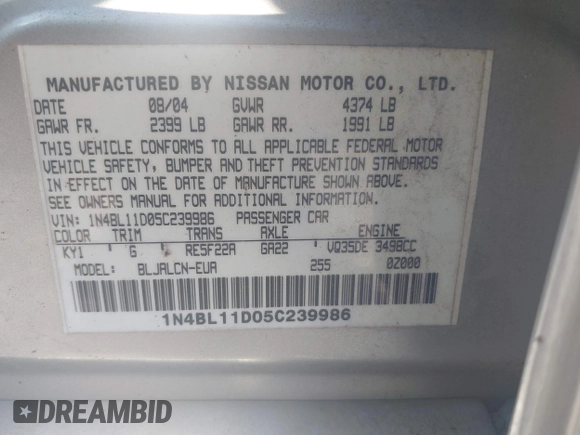 MANUFACTURED BY NISSAN MOTOR CO., LTD.
DATE 08/04 GVWR 4374 LB
GAWR FR. 2399 LB GAWR RR. 1991 LB
THIS VEHICLE CONFORMS TO ALL APPLICABLE FEDERAL MOTOR
VEHICLE SAFETY, BUMPER AND THEFT PREVENTION STANDARDS
IN EFFECT ON THE DATE OF MANUFACTURE SHOWN ABOVE.
SEE OWNERS MANUAL FOR ADDITIONAL INFORMATION.
VIN: 1N4BL11D05C239986 PASSENGER CAR
COLOR TRIM TRANS AXLE ENGINE
KY1 G RE5F22A GA22 VQ35DE 3498CC
MODEL: BLJALCN-EUA 255 0Z000
1N4BL11D05C239986
DREAMBID